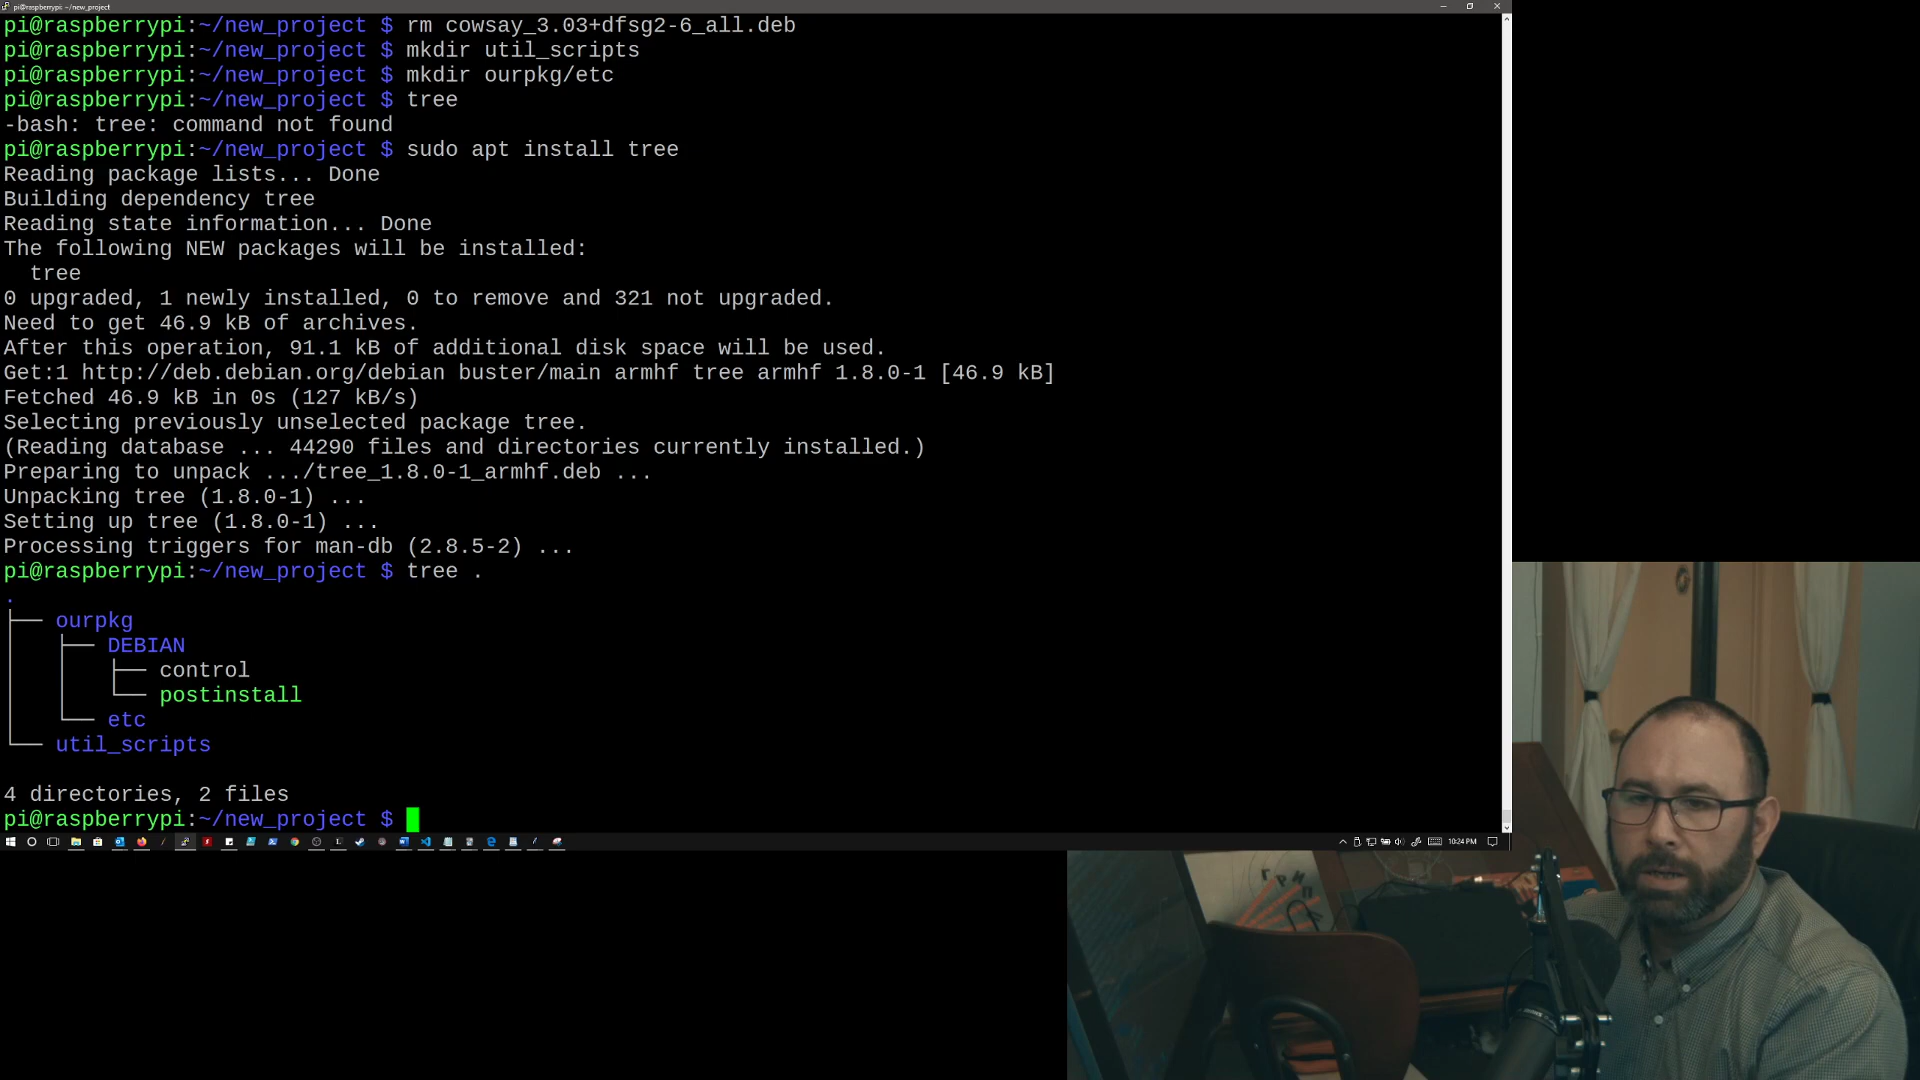 pi@raspberrypi: ~/new_project
pi@raspberrypi:~/new_project $ rm cowsay_3.03+dfsg2-6_all.deb
pi@raspberrypi:~/new_project $ mkdir util_scripts
pi@raspberrypi:~/new_project $ mkdir ourpkg/etc
pi@raspberrypi:~/new_project $ tree
-bash: tree: command not found
pi@raspberrypi:~/new_project $ sudo apt install tree
Reading package lists... Done
Building dependency tree
Reading state information... Done
The following NEW packages will be installed:
  tree
0 upgraded, 1 newly installed, 0 to remove and 321 not upgraded.
Need to get 46.9 kB of archives.
After this operation, 91.1 kB of additional disk space will be used.
Get:1 http://deb.debian.org/debian buster/main armhf tree armhf 1.8.0-1 [46.9 kB]
Fetched 46.9 kB in 0s (127 kB/s)
Selecting previously unselected package tree.
(Reading database ... 44290 files and directories currently installed.)
Preparing to unpack .../tree_1.8.0-1_armhf.deb ...
Unpacking tree (1.8.0-1) ...
Setting up tree (1.8.0-1) ...
Processing triggers for man-db (2.8.5-2) ...
pi@raspberrypi:~/new_project $ tree .
.
├── ourpkg
│   ├── DEBIAN
│   │   ├── control
│   │   └── postinstall
│   └── etc
└── util_scripts
4 directories, 2 files
pi@raspberrypi:~/new_project $
10:24 PM
ГРИП